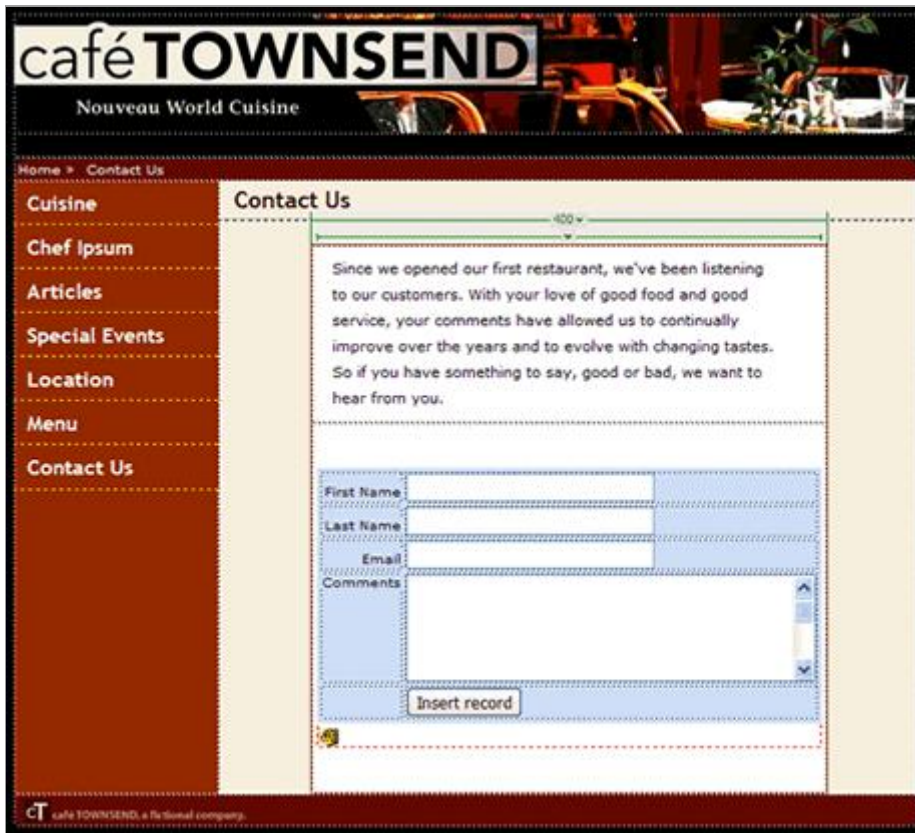 café TOWNSEND
Nouveau World Cuisine
Home » Contact Us
Cuisine
Chef Ipsum
Articles
Special Events
Location
Menu
Contact Us
Contact Us
400
Since we opened our first restaurant, we've been listening
to our customers. With your love of good food and good
service, your comments have allowed us to continually
improve over the years and to evolve with changing tastes.
So if you have something to say, good or bad, we want to
hear from you.
First Name
Last Name
Email
Comments
Insert record
cT café TOWNSEND, a fictional company.